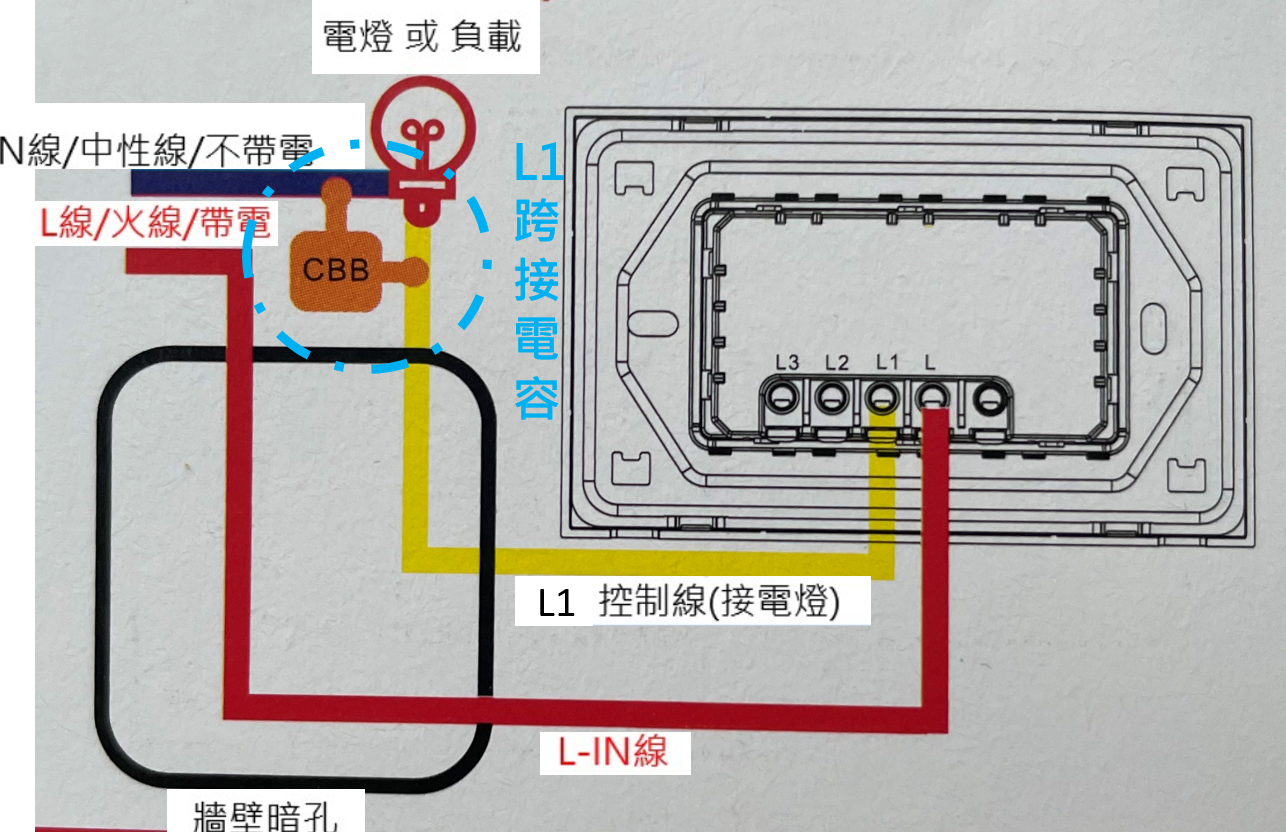 電燈 或 負載
N線/中性線/不帶電
L線/火線/帶電
CBB
L1
跨
接
電
容
L3 L2 L1 L
L1 控制線(接電燈)
L-IN線
牆壁暗孔